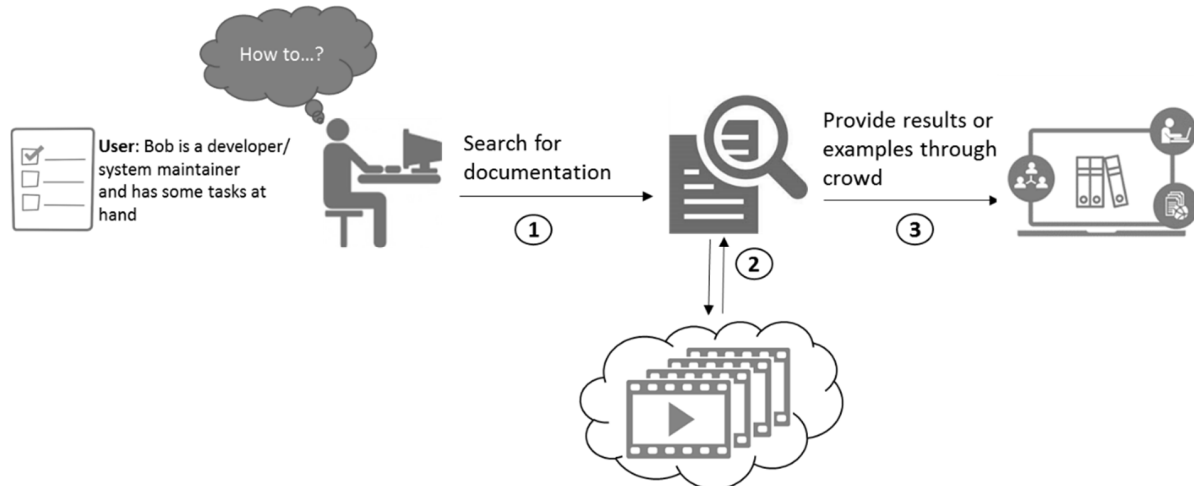 How to...?
User: Bob is a developer/
system maintainer
and has some tasks at
hand
Search for
documentation
1
2
Provide results or
examples through
crowd
3